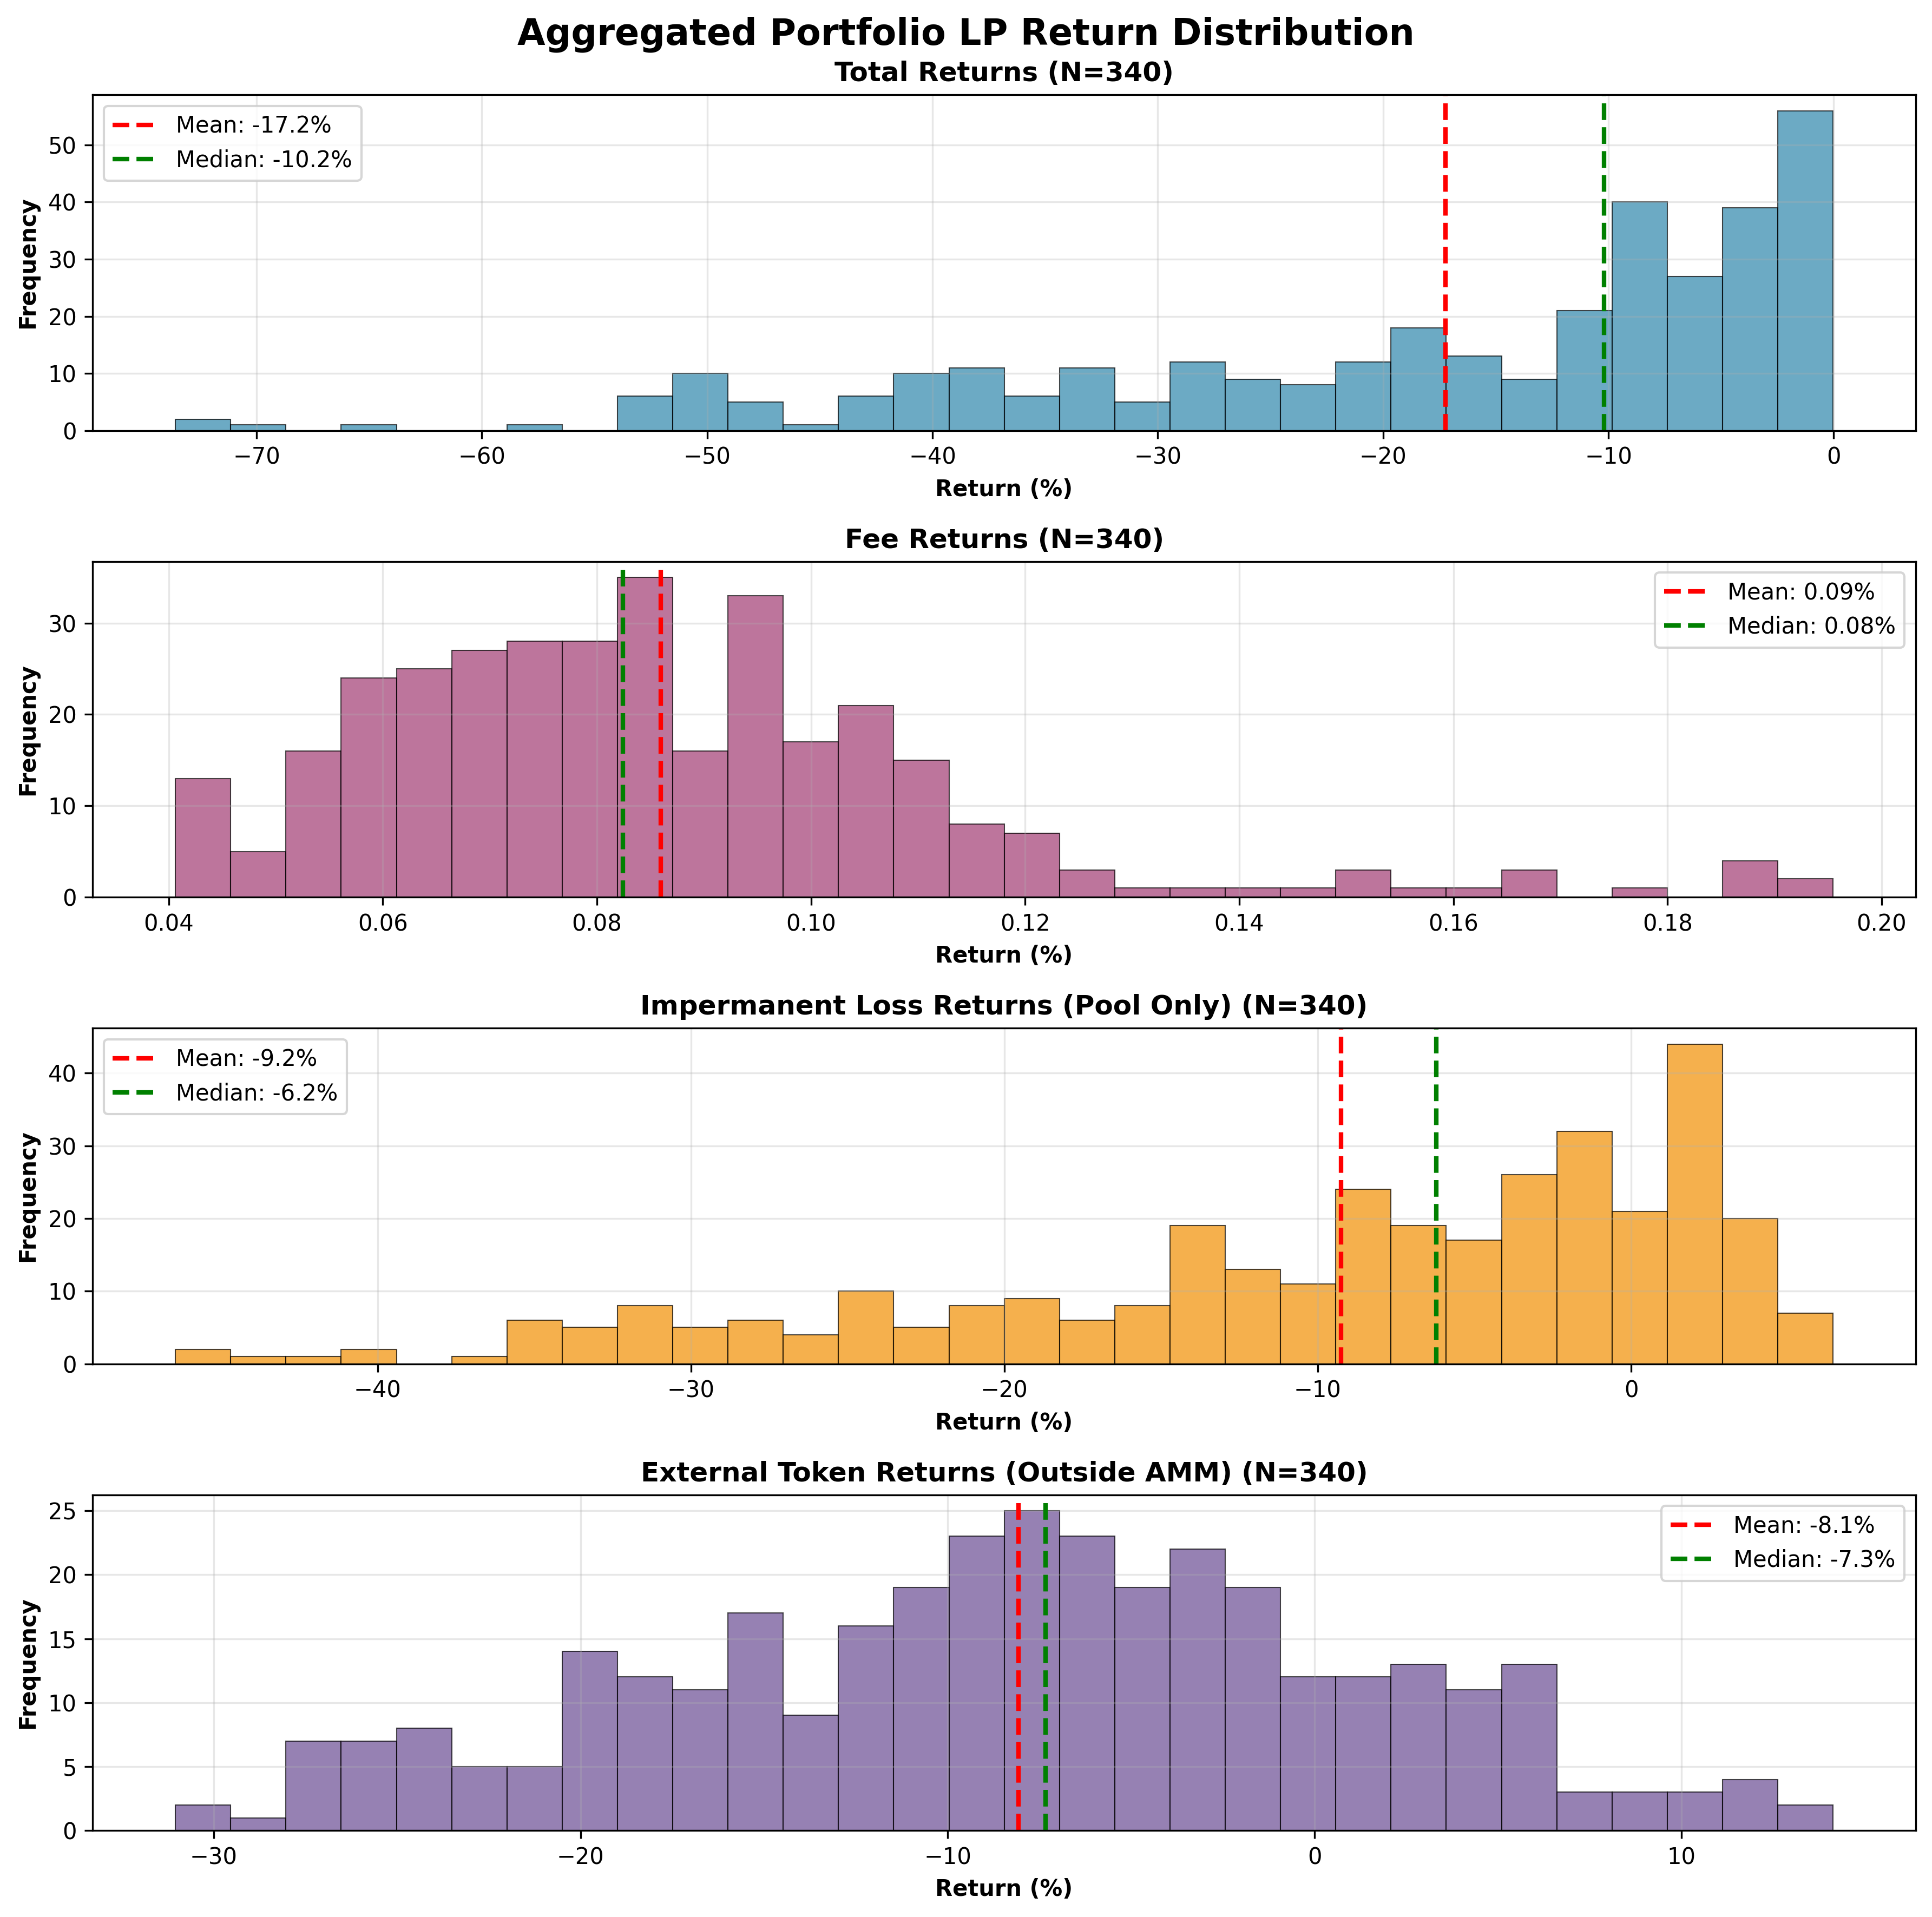 Aggregated Portfolio LP Return Distribution
Total Returns (N=340)
Mean: -17.2%
Median: -10.2%
Frequency
50
40
30
20
10
0
−70 −60 −50 −40 −30 −20 −10 0
Return (%)
Fee Returns (N=340)
Mean: 0.09%
Median: 0.08%
Frequency
30
20
10
0
0.04 0.06 0.08 0.10 0.12 0.14 0.16 0.18 0.20
Return (%)
Impermanent Loss Returns (Pool Only) (N=340)
Mean: -9.2%
Median: -6.2%
Frequency
40
30
20
10
0
−40 −30 −20 −10 0
Return (%)
External Token Returns (Outside AMM) (N=340)
Mean: -8.1%
Median: -7.3%
Frequency
25
20
15
10
5
0
−30 −20 −10 0 10
Return (%)